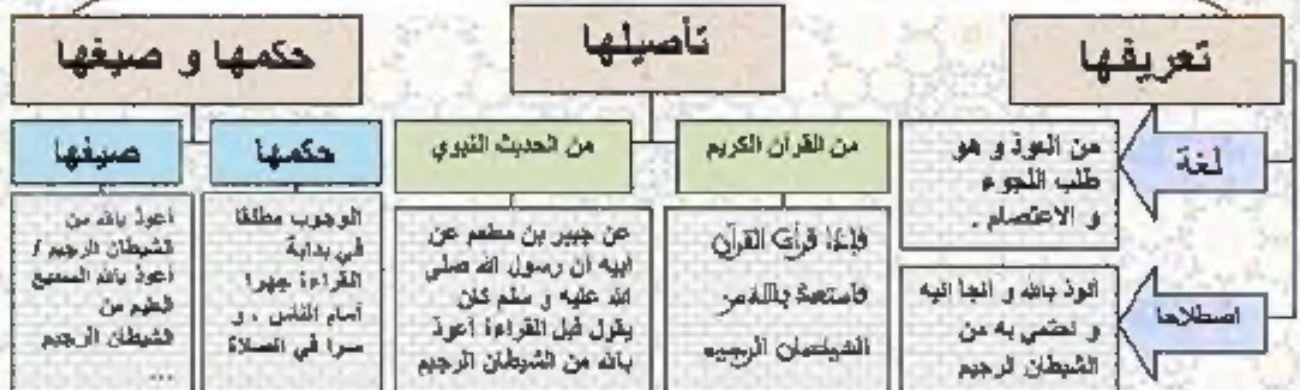 تعريفها
لغة
من العوذ و هو
طلب اللجوء
و الاعتصام .
اصطلاحا
ألوذ بالله و ألجأ إليه
و أحتمي به من
الشيطان الرجيم
تأصيلها
من القرآن الكريم
فإذا قرأت القرآن
فاستعذ بالله من
الشيطان الرجيم
من الحديث النبوي
عن جبير بن مطعم عن
أبيه أن رسول الله صلى
الله عليه و سلم كان
يقول قبل القراءة أعوذ
بالله من الشيطان الرجيم
حكمها و صيغها
حكمها
الوجوب مطلقا
في بداية
القراءة جهرا
أمام الناس ، و
سرا في الصلاة
صيغها
أعوذ بالله من
الشيطان الرجيم /
أعوذ بالله السميع
العليم من
الشيطان الرجيم
...